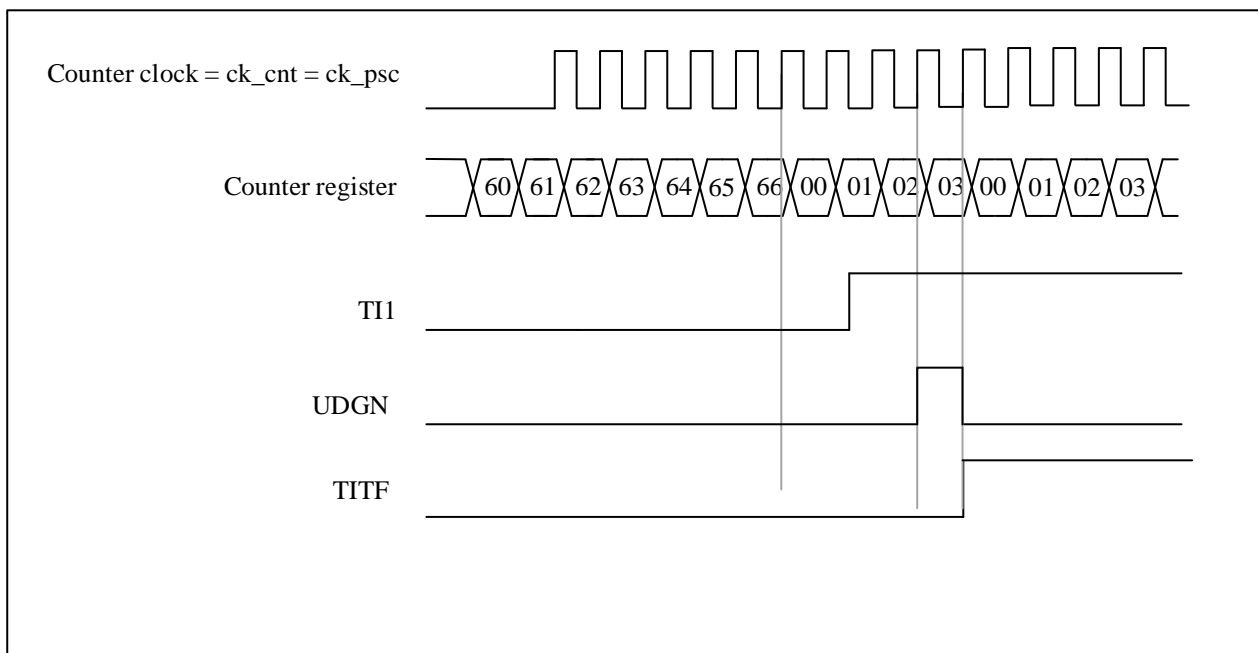 Counter clock = ck_cnt = ck_psc
Counter register
60 61 62 63 64 65 66 00 01 02 03 00 01 02 03
TI1
UDGN
TITF